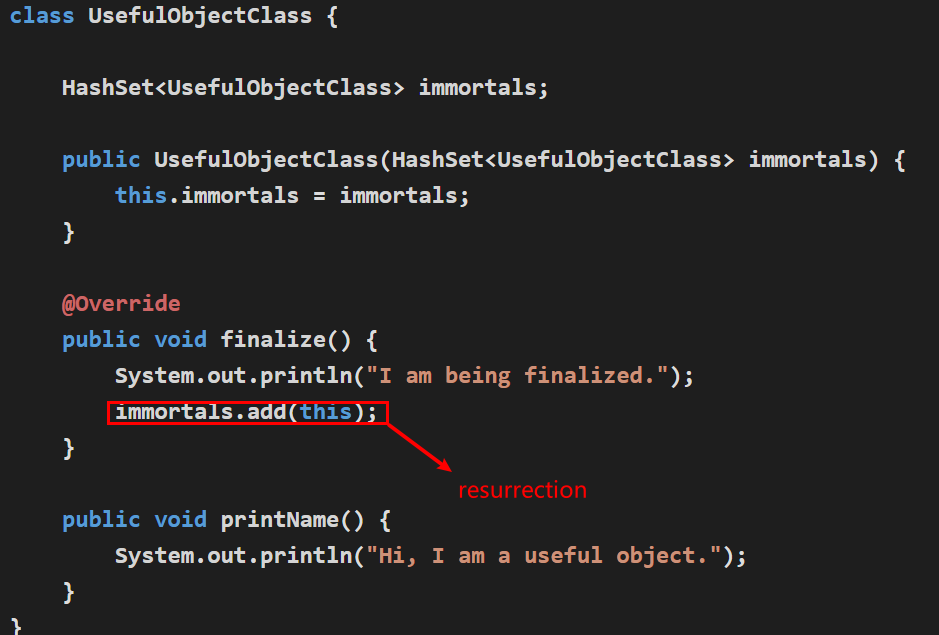 class UsefulObjectClass {
HashSet<UsefulObjectClass> immortals;
public UsefulObjectClass(HashSet<UsefulObjectClass> immortals) {
this.immortals = immortals;
}
@Override
public void finalize() {
System.out.println("I am being finalized.");
immortals.add(this);
}
resurrection
public void printName() {
System.out.println("Hi, I am a useful object.");
}
}